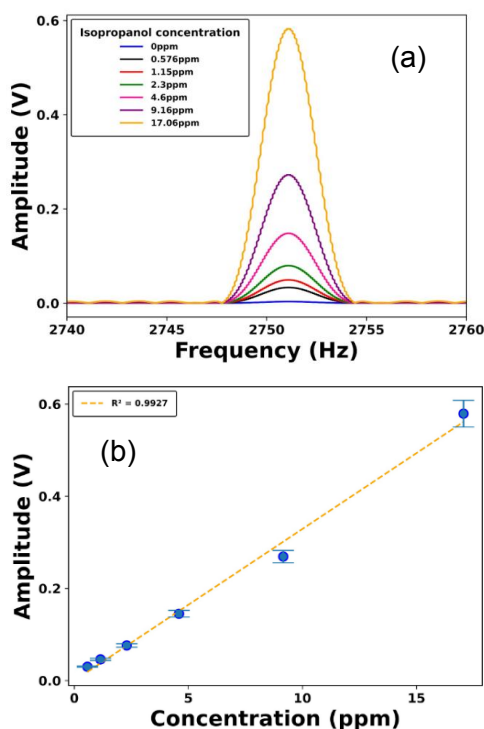 Isopropanol concentration
0ppm
0.576ppm
1.15ppm
2.3ppm
4.6ppm
9.16ppm
17.06ppm
(a)
0.6
0.4
0.2
0.0
Amplitude (V)
2740 2745 2750 2755 2760
Frequency (Hz)
R² = 0.9927
(b)
0.6
0.4
0.2
0.0
Amplitude (V)
0 5 10 15
Concentration (ppm)